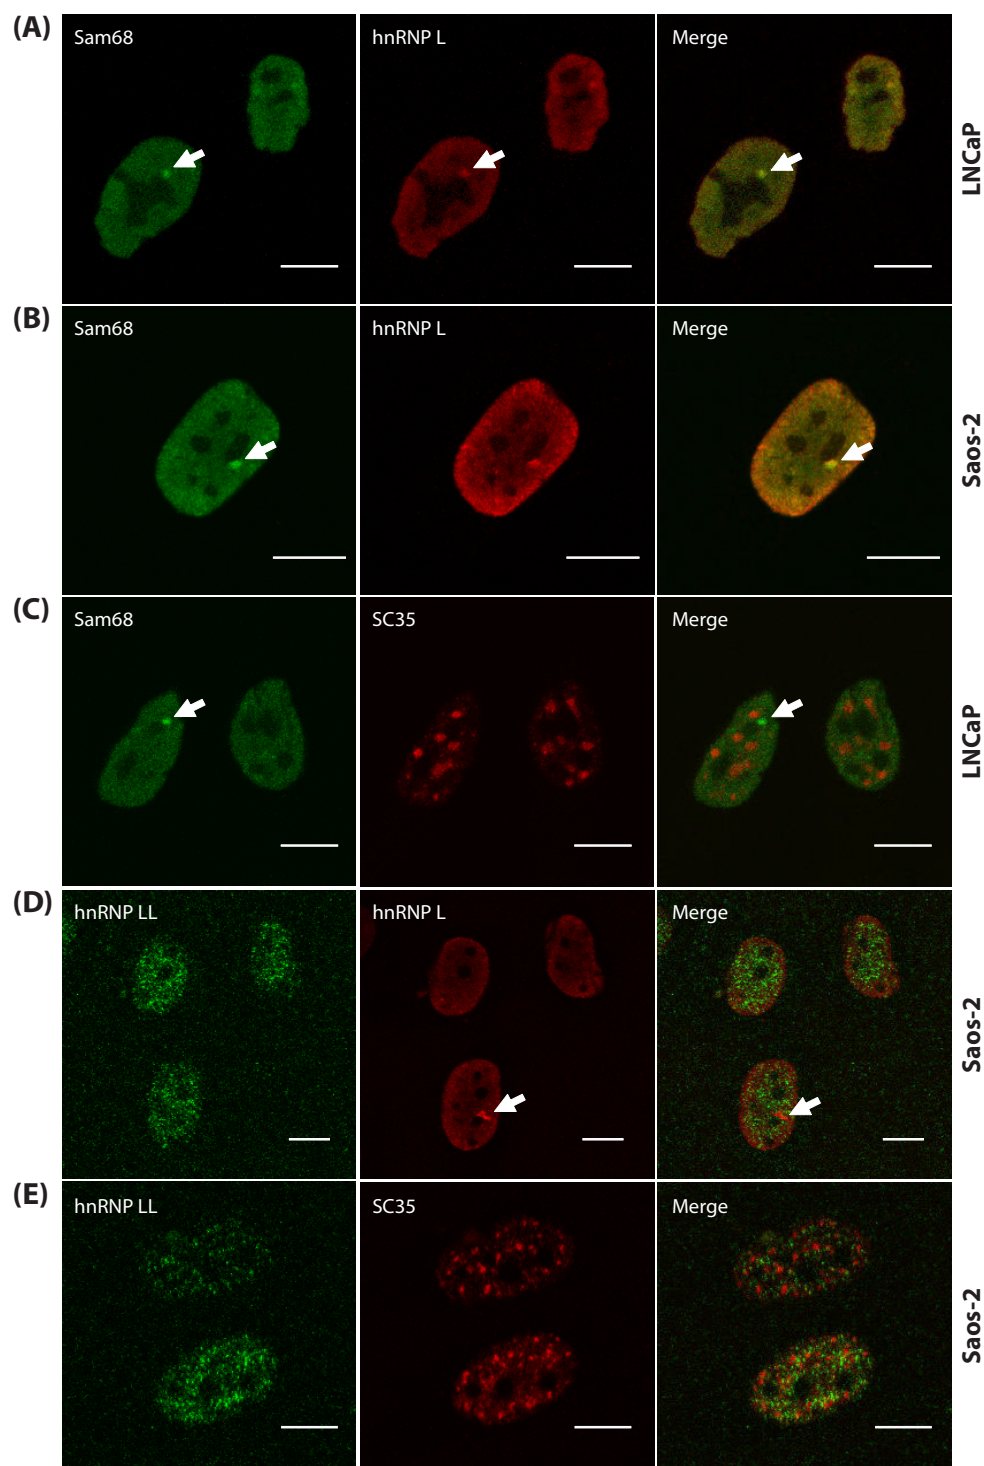 (A)
Sam68
hnRNP L
Merge
LNCaP
(B)
Sam68
hnRNP L
Merge
Saos-2
(C)
Sam68
SC35
Merge
LNCaP
(D)
hnRNP LL
hnRNP L
Merge
Saos-2
(E)
hnRNP LL
SC35
Merge
Saos-2